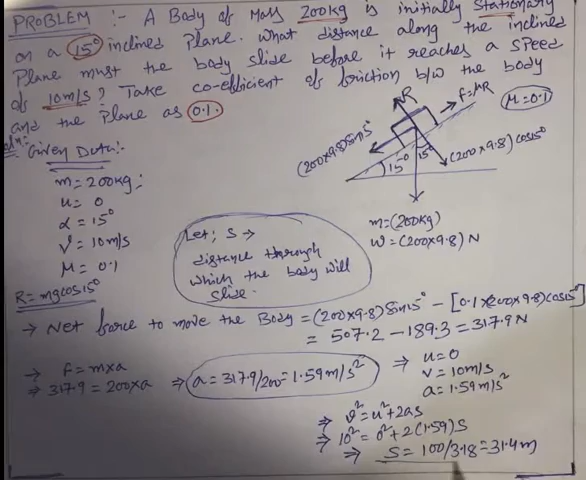 PROBLEM :- A Body of Mass 200kg is initially Stationary
on a 15° inclined Plane. What distance along the inclined
Plane must the body slide before it reaches a speed
of 10m/s? Take co-efficient of friction b/w the body
and the Plane as 0.1.
R
f=μR
μ=0.1
(200×9.8)Sin15°
15°
15°
(200×9.8)cos15°
m=(200kg)
W=(200×9.8)N
Given Data:-
m=200kg:
u=0
α=15°
V=10m/s
μ=0.1
R=mgcos15°
Let; S →
distance through
which the body will
slide.
→ Net force to move the Body = (200×9.8)Sin15° - [0.1×200×9.8)cos15°]
= 507.2 - 189.3 = 317.9N
→ F=m×a
⇒ 317.9=200×a
⇒ a=317.9/200=1.59m/s²
⇒ u=0
v=10m/s
a=1.59m/s²
⇒ v²=u²+2as
⇒ 10²=0²+2(1.59)S
⇒ S=100/3.18=31.4m